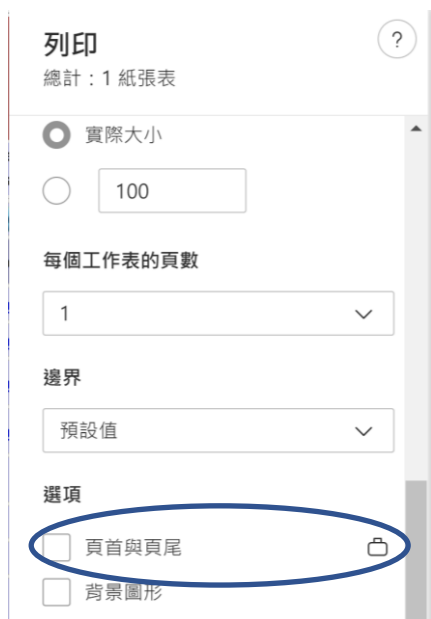 列印
?
總計：1 紙張表
實際大小
100
每個工作表的頁數
1
邊界
預設值
選項
頁首與頁尾
背景圖形